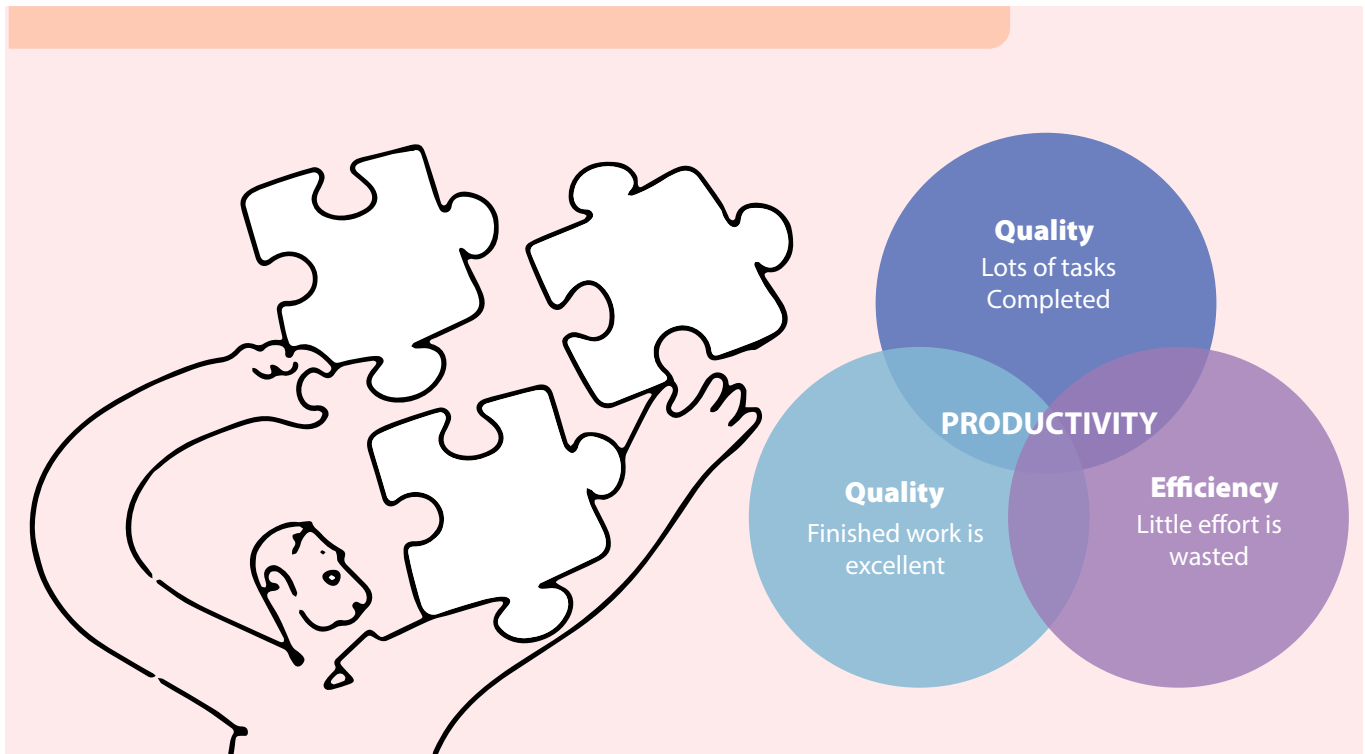 Quality
Lots of tasks
Completed
PRODUCTIVITY
Quality
Finished work is
excellent
Efficiency
Little effort is
wasted